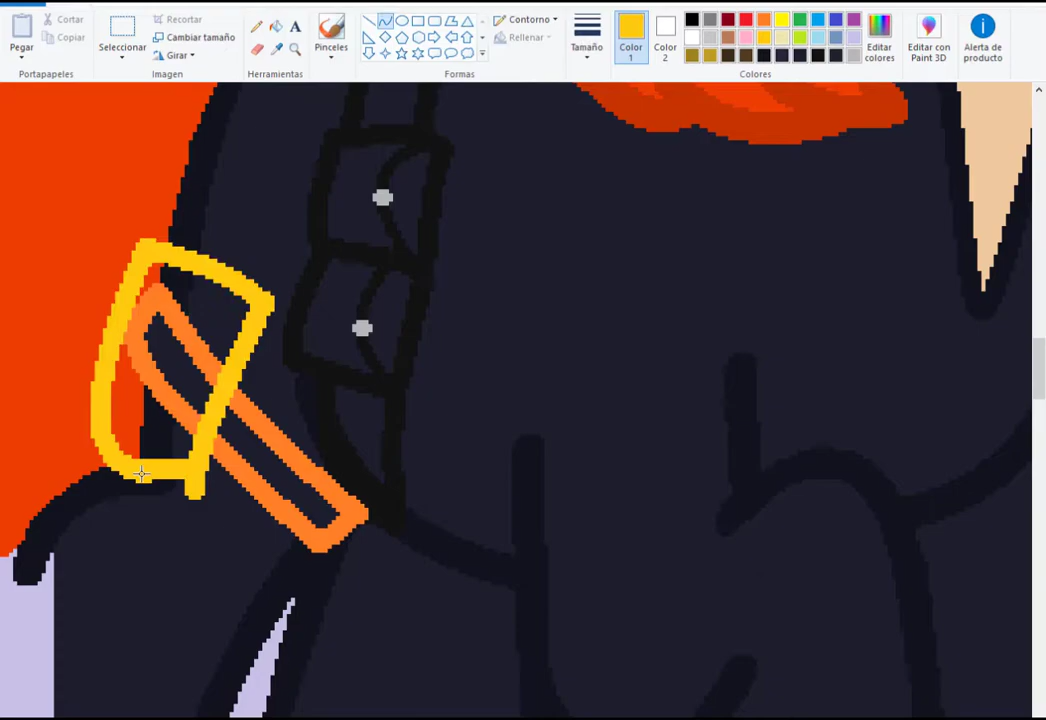 Pegar
Cortar
Copiar
Portapapeles
Seleccionar
Recortar
Cambiar tamaño
Girar
Imagen
A
Herramientas
Pinceles
Contorno
Rellenar
Formas
Tamaño
Color
1
Color
2
Editar
colores
Colores
Editar con
Paint 3D
Alerta de
producto